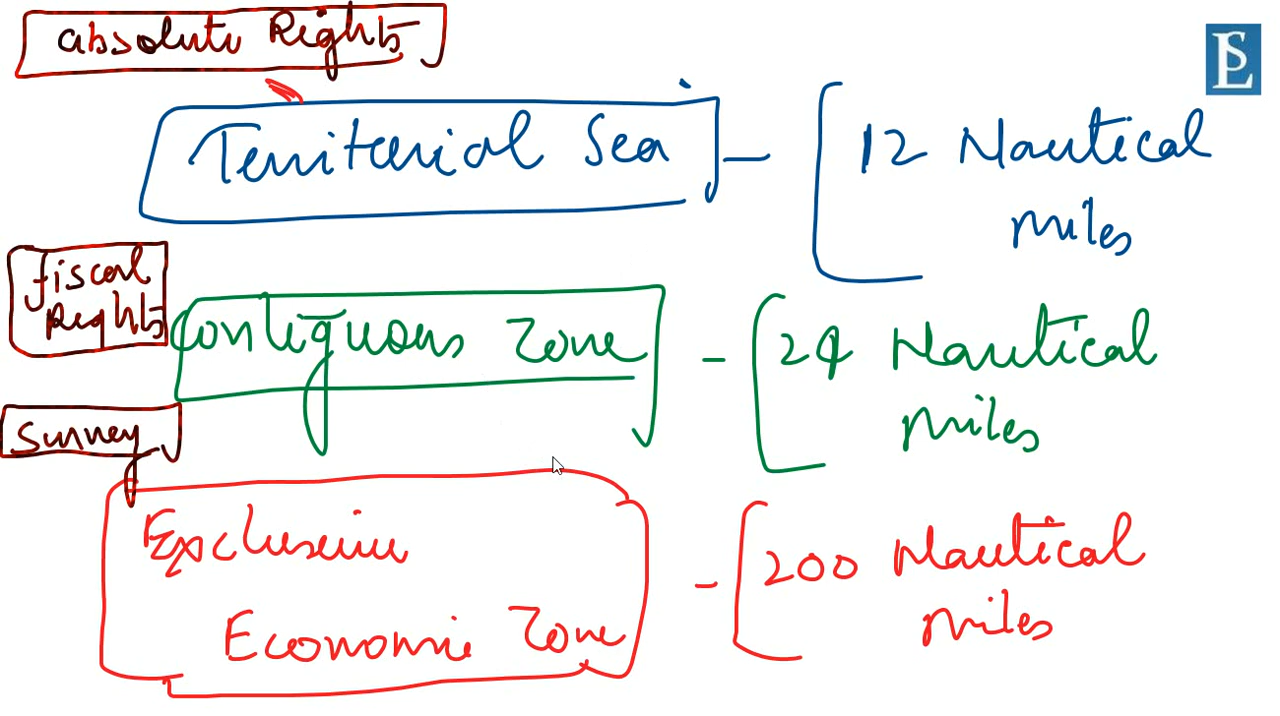 absolute Rights
Territorial Sea - 12 Nautical
miles
fiscal
Rights
Contiguous Zone - 24 Nautical
miles
Survey
Exclusive
Economic Zone - 200 Nautical
miles